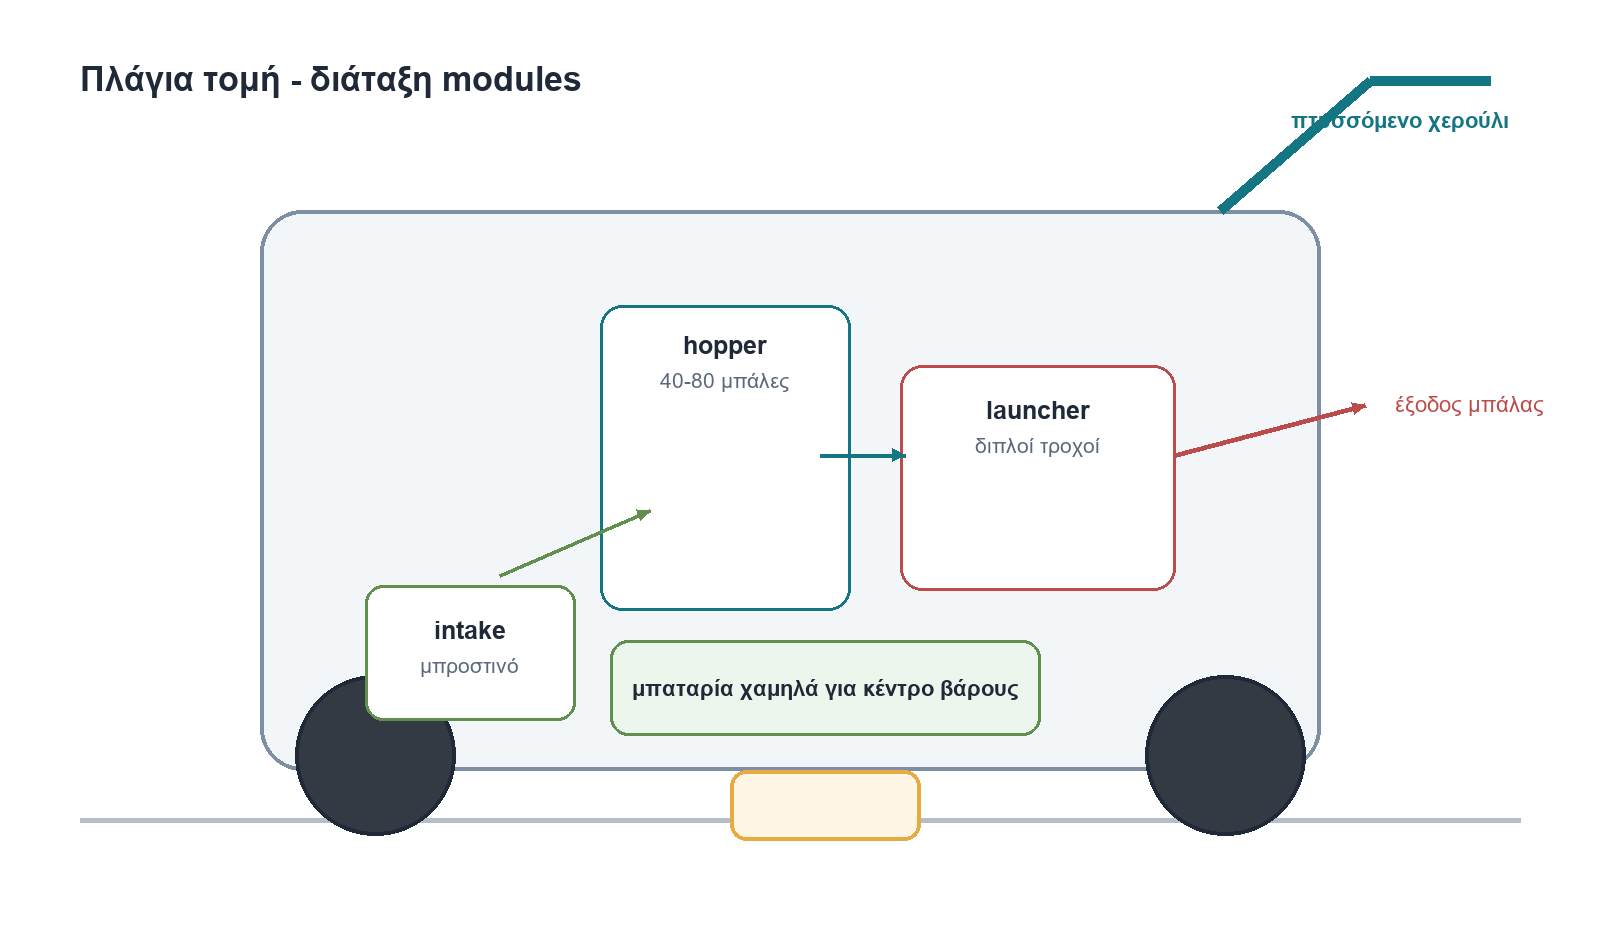 Πλάγια τομή - διάταξη modules
πτυσσόμενο χερούλι
hopper
40-80 μπάλες
launcher
διπλοί τροχοί
έξοδος μπάλας
intake
μπροστινό
μπαταρία χαμηλά για κέντρο βάρους